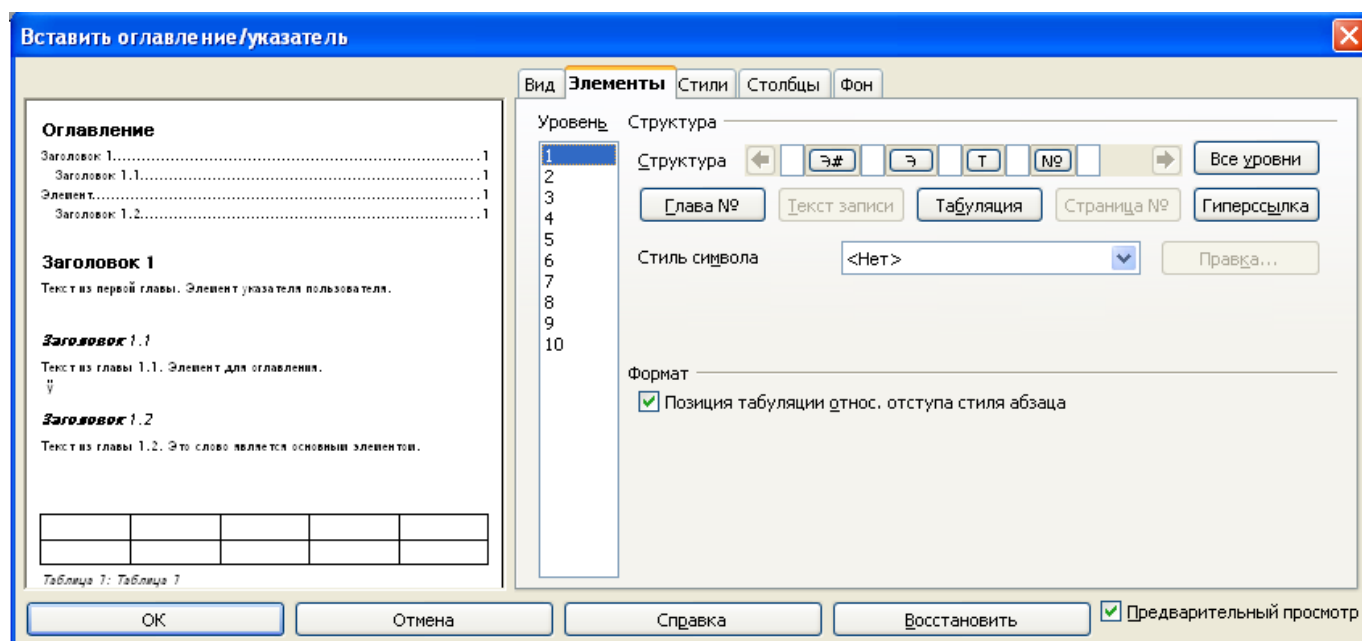 Вставить оглавление/указатель
Вид Элементы Стили Столбцы Фон
Оглавление
Заголовок 1.......................................................................................1
Заголовок 1.1..................................................................................1
Элемент............................................................................................1
Заголовок 1.2..................................................................................1
Заголовок 1
Текст из первой главы. Элемент указателя пользователя.
Заголовок 1.1
Текст из главы 1.1. Элемент для оглавления.
Заголовок 1.2
Текст из главы 1.2. Это слово является основным элементом.
Таблица 1: Таблица 1
Уровень
1
2
3
4
5
6
7
8
9
10
Структура
Структура Э# Э Т № Все уровни
Глава № Текст записи Табуляция Страница № Гиперссылка
Стиль символа <Нет> Правка...
Формат
Позиция табуляции относ. отступа стиля абзаца
ОК Отмена Справка Восстановить Предварительный просмотр